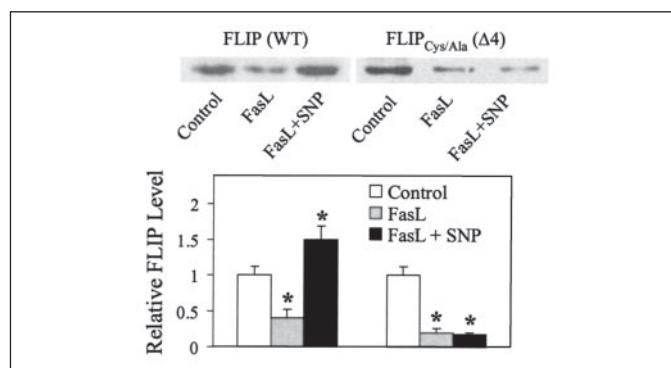 FLIP (WT) FLIPCys/Ala (Δ4)
Control FasL FasL+SNP Control FasL FasL+SNP
Relative FLIP Level
2
1.5
1
0.5
0
* * * *
Control
FasL
FasL + SNP